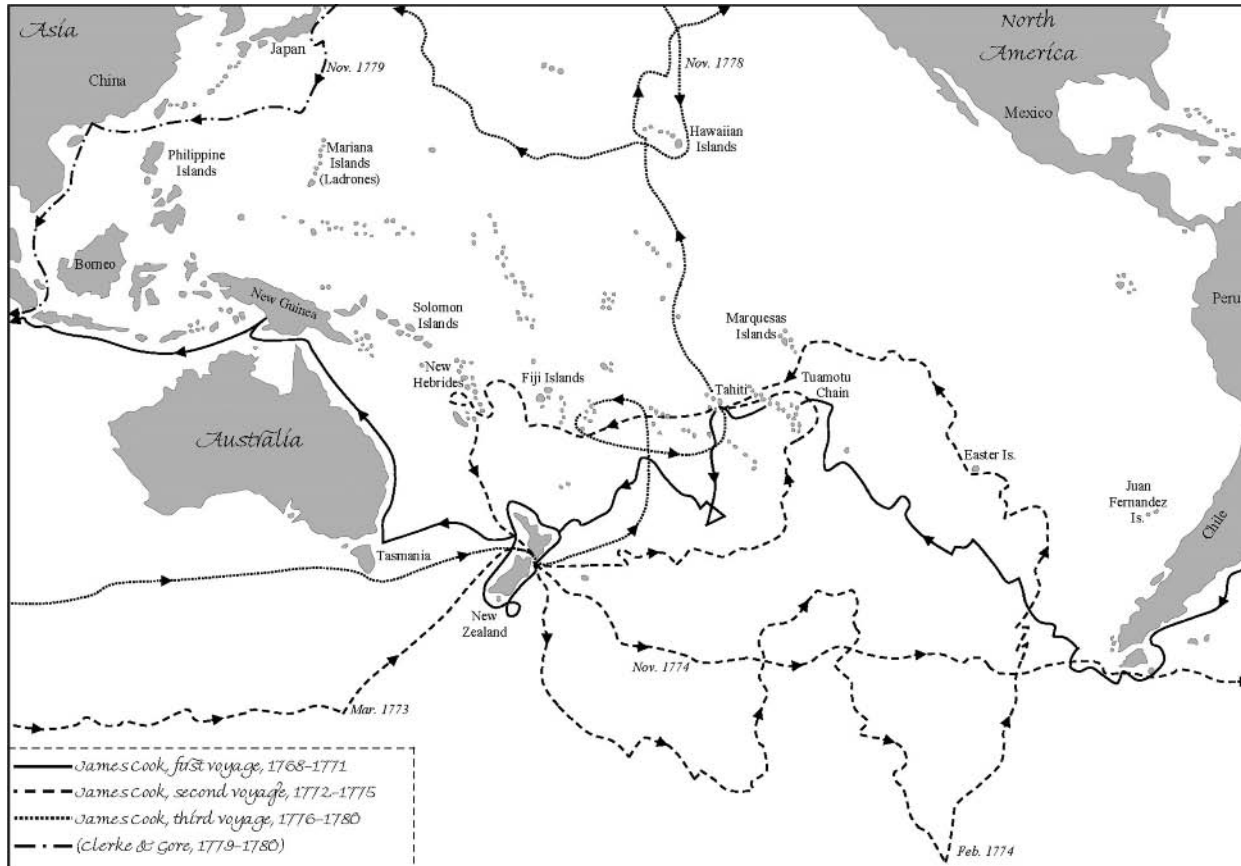 Asia
North
America
Japan
Nov. 1779
Nov. 1778
China
Mexico
Hawaiian
Islands
Philippine
Islands
Mariana
Islands
(Ladrones)
Borneo
New Guinea
Solomon
Islands
Peru
Marquesas
Islands
New
Hebrides
Fiji Islands
Tahiti
Tuamotu
Chain
Australia
Easter Is.
Juan
Fernandez
Is.
Chile
Tasmania
New
Zealand
Nov. 1774
Mar. 1773
James Cook, first voyage, 1768–1771
James Cook, second voyage, 1772–1775
James Cook, third voyage, 1776–1780
(Clerke & Gore, 1779–1780)
Feb. 1774